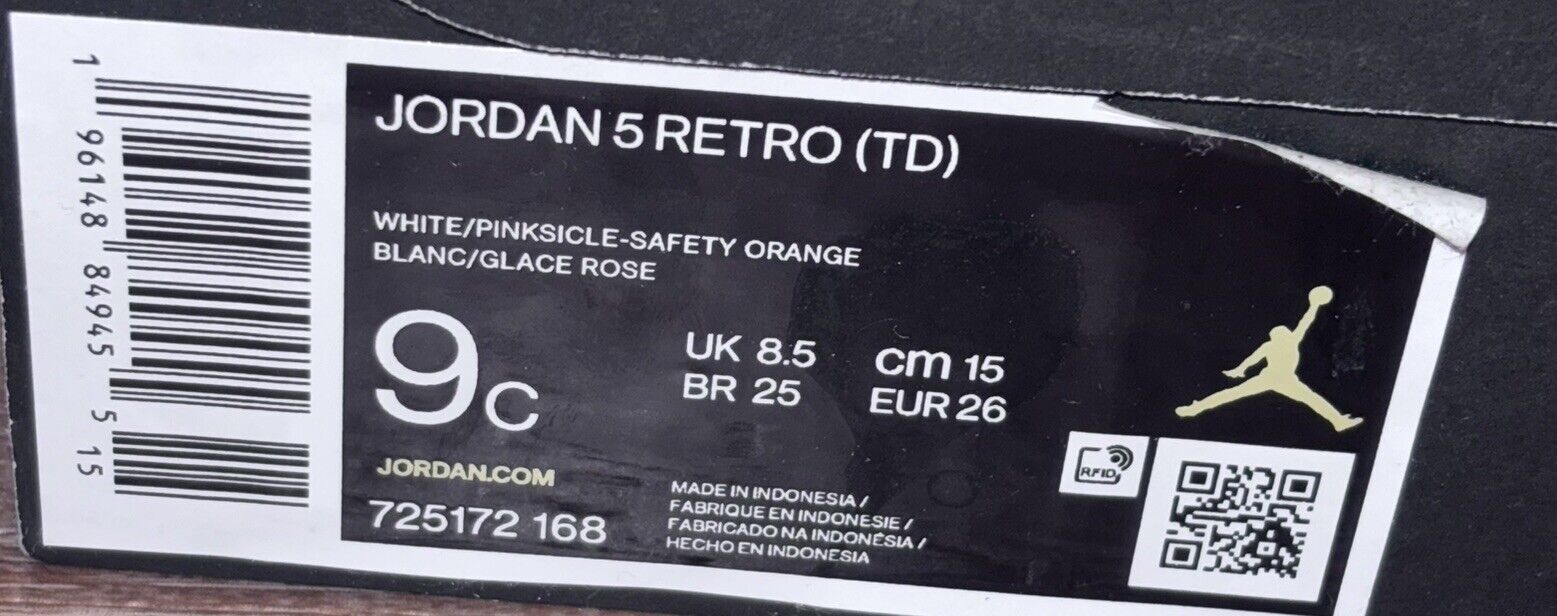 1 96148 84945 5 15
JORDAN 5 RETRO (TD)
WHITE/PINKSICLE-SAFETY ORANGE
BLANC/GLACE ROSE
9c
UK 8.5 cm 15
BR 25 EUR 26
JORDAN.COM
725172 168
MADE IN INDONESIA /
FABRIQUE EN INDONESIE /
FABRICADO NA INDONÉSIA /
HECHO EN INDONESIA
RFID